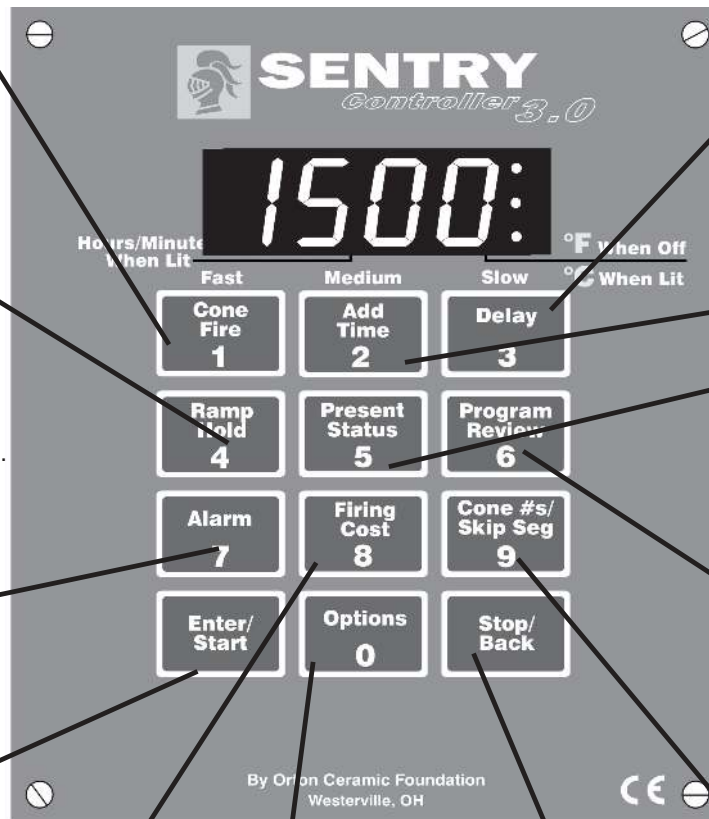 SENTRY
Controller 3.0
1500:
Hours/Minute
When Lit
°F When Off
°C When Lit
Fast
Medium
Slow
Cone
Fire
1
Add
Time
2
Delay
3
Ramp
Hold
4
Present
Status
5
Program
Review
6
Alarm
7
Firing
Cost
8
Cone #s/
Skip Seg
9
Enter/
Start
Options
0
Stop/
Back
By Orton Ceramic Foundation
Westerville, OH
CE